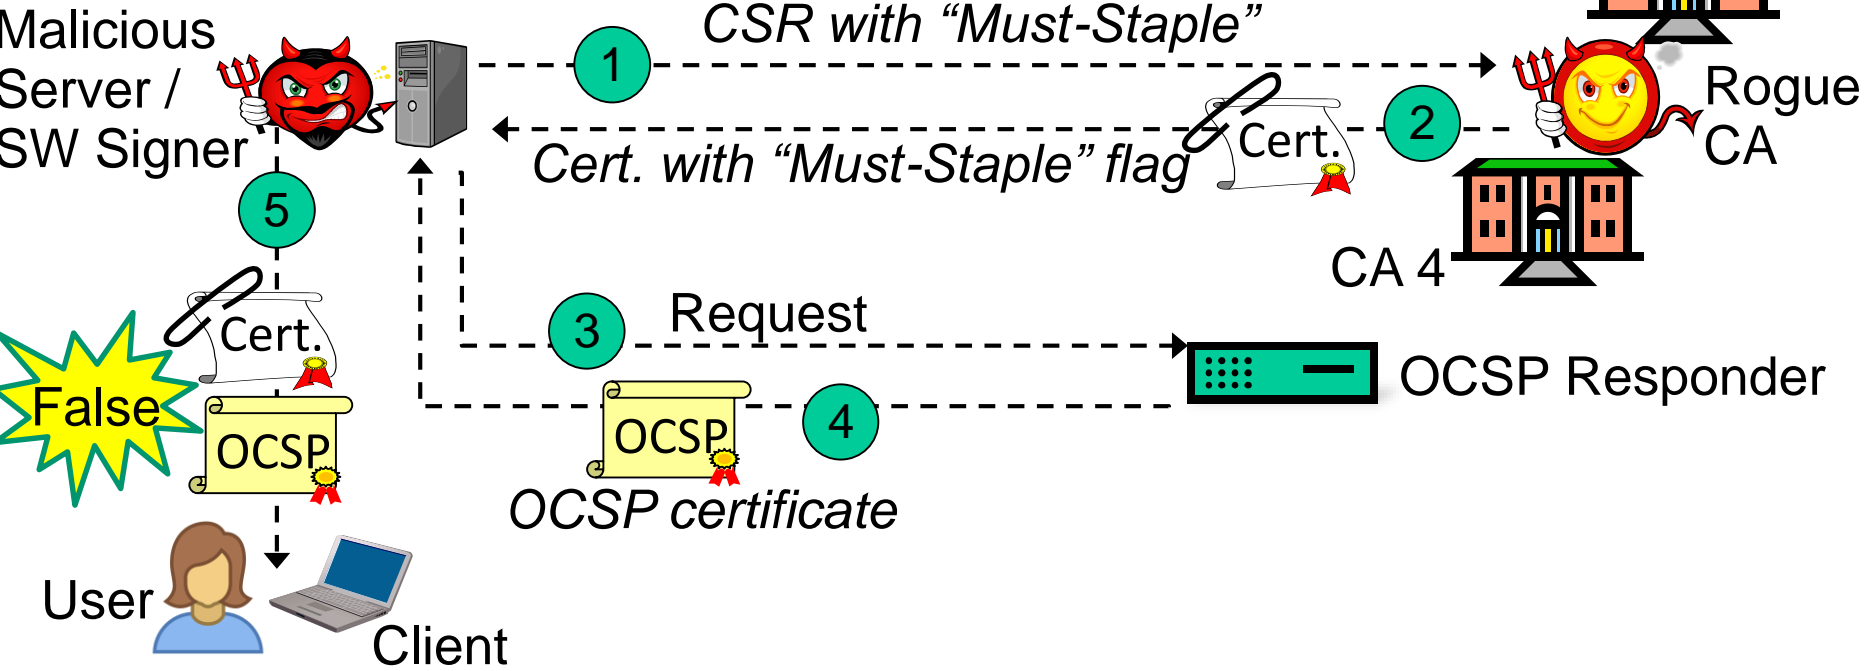 Malicious
Server /
SW Signer
1
CSR with “Must-Staple”
2
Cert.
Cert. with “Must-Staple” flag
Rogue
CA
CA 4
5
3
Request
Cert.
False
OCSP
OCSP
4
OCSP Responder
OCSP certificate
User
Client